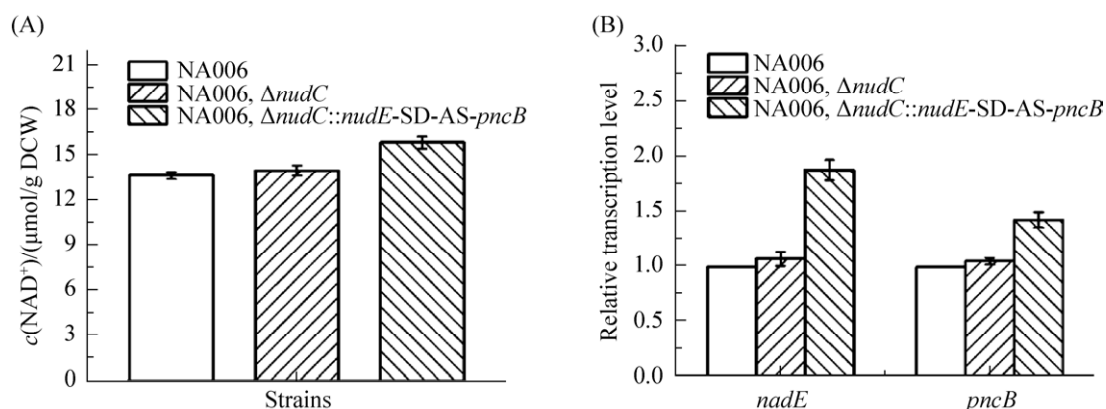 (A)
21
18
15
12
9
6
3
0
c(NAD⁺)/(μmol/g DCW)
NA006
NA006, ΔnudC
NA006, ΔnudC::nudE-SD-AS-pncB
Strains
(B)
3.0
2.5
2.0
1.5
1.0
0.5
0.0
Relative transcription level
NA006
NA006, ΔnudC
NA006, ΔnudC::nudE-SD-AS-pncB
nadE
pncB